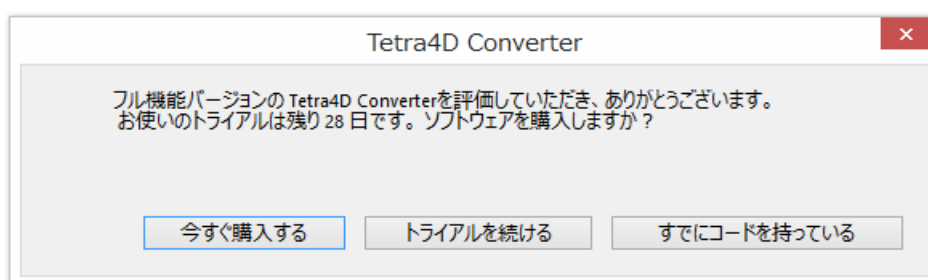 Tetra4D Converter
フル機能バージョンの Tetra4D Converterを評価していただき、ありがとうございます。
お使いのトライアルは残り 28 日です。ソフトウェアを購入しますか？
今すぐ購入する
トライアルを続ける
すでにコードを持っている